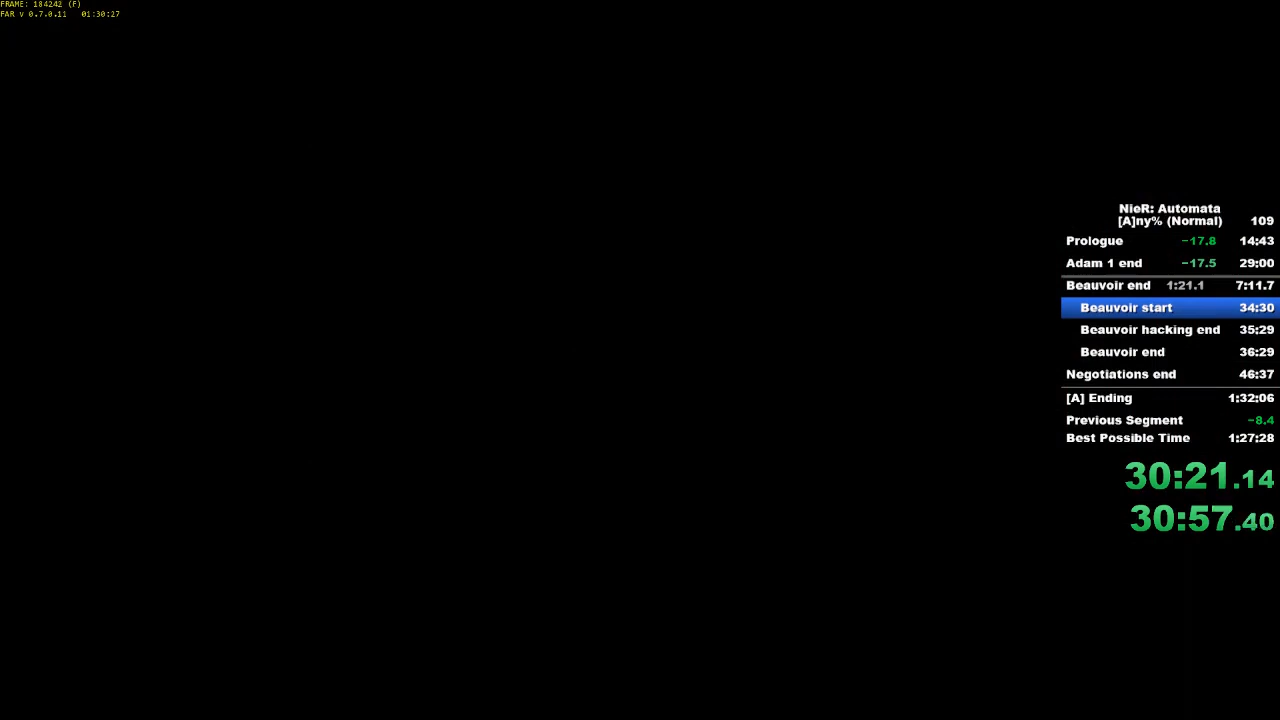 FRAME: 184242 (F)
FAR v 0.7.0.11 01:30:27
NieR: Automata
[A]ny% (Normal) 109
Prologue -17.8 14:43
Adam 1 end -17.5 29:00
Beauvoir end 1:21.1 7:11.7
Beauvoir start 34:30
Beauvoir hacking end 35:29
Beauvoir end 36:29
Negotiations end 46:37
[A] Ending 1:32:06
Previous Segment -8.4
Best Possible Time 1:27:28
30:21.14
30:57.40